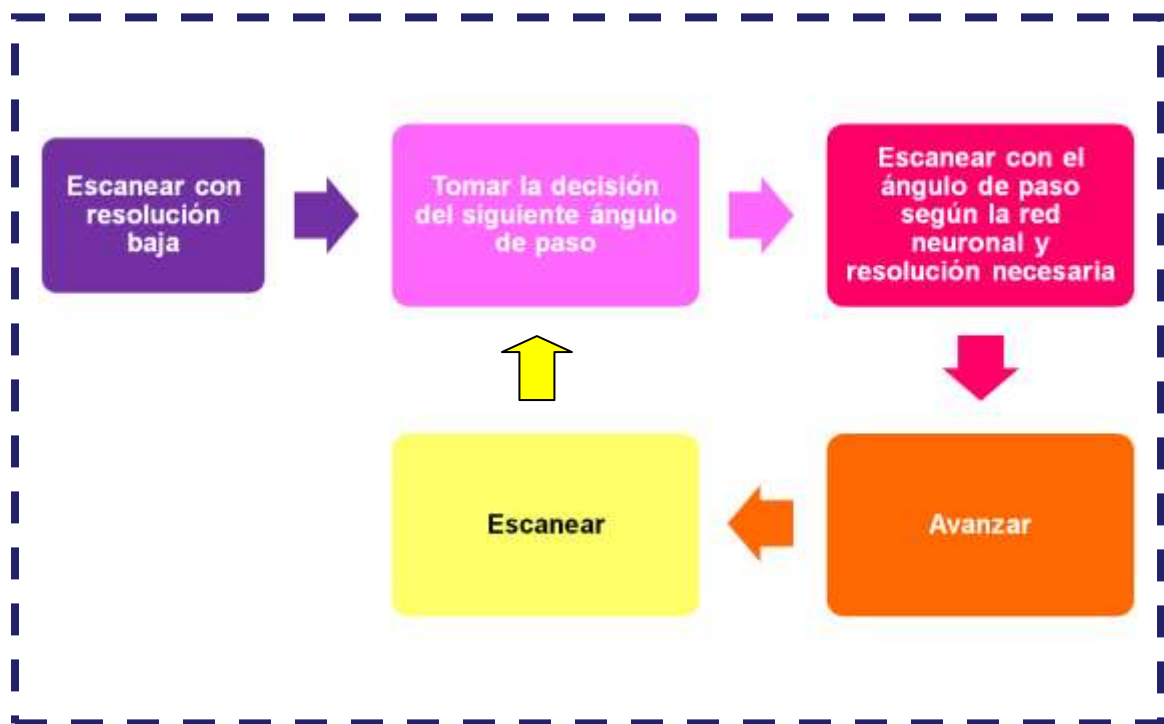 Escanear con
resolución
baja
Tomar la decisión
del siguiente ángulo
de paso
Escanear con el
ángulo de paso
según la red
neuronal y
resolución necesaria
Avanzar
Escanear